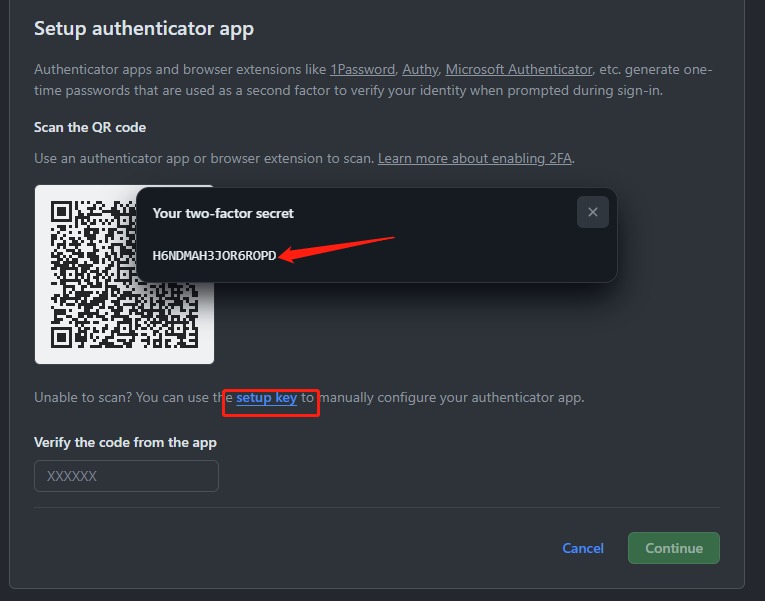 Setup authenticator app
Authenticator apps and browser extensions like 1Password, Authy, Microsoft Authenticator, etc. generate one-
time passwords that are used as a second factor to verify your identity when prompted during sign-in.
Scan the QR code
Use an authenticator app or browser extension to scan. Learn more about enabling 2FA.
Your two-factor secret
H6NDMAH3JOR6ROPD
Unable to scan? You can use the setup key to manually configure your authenticator app.
Verify the code from the app
XXXXXX
Cancel
Continue